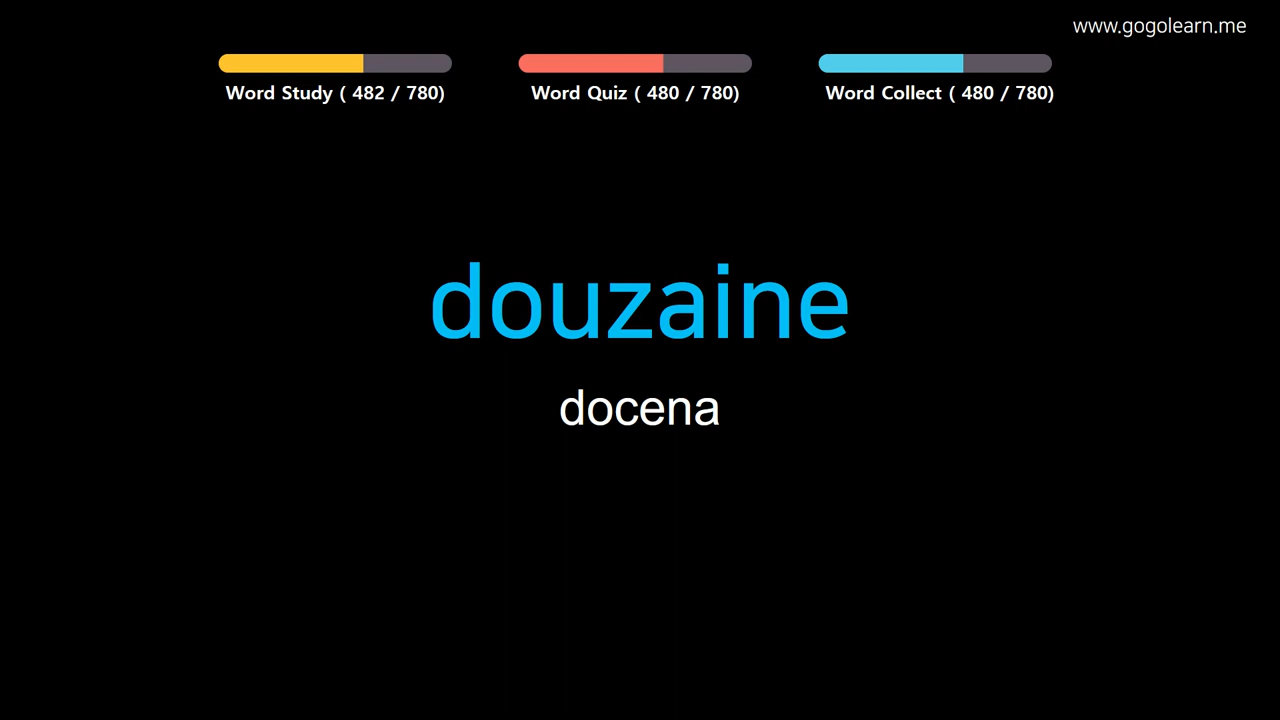 www.gogolearn.me
Word Study ( 482 / 780)
Word Quiz ( 480 / 780)
Word Collect ( 480 / 780)
douzaine
docena